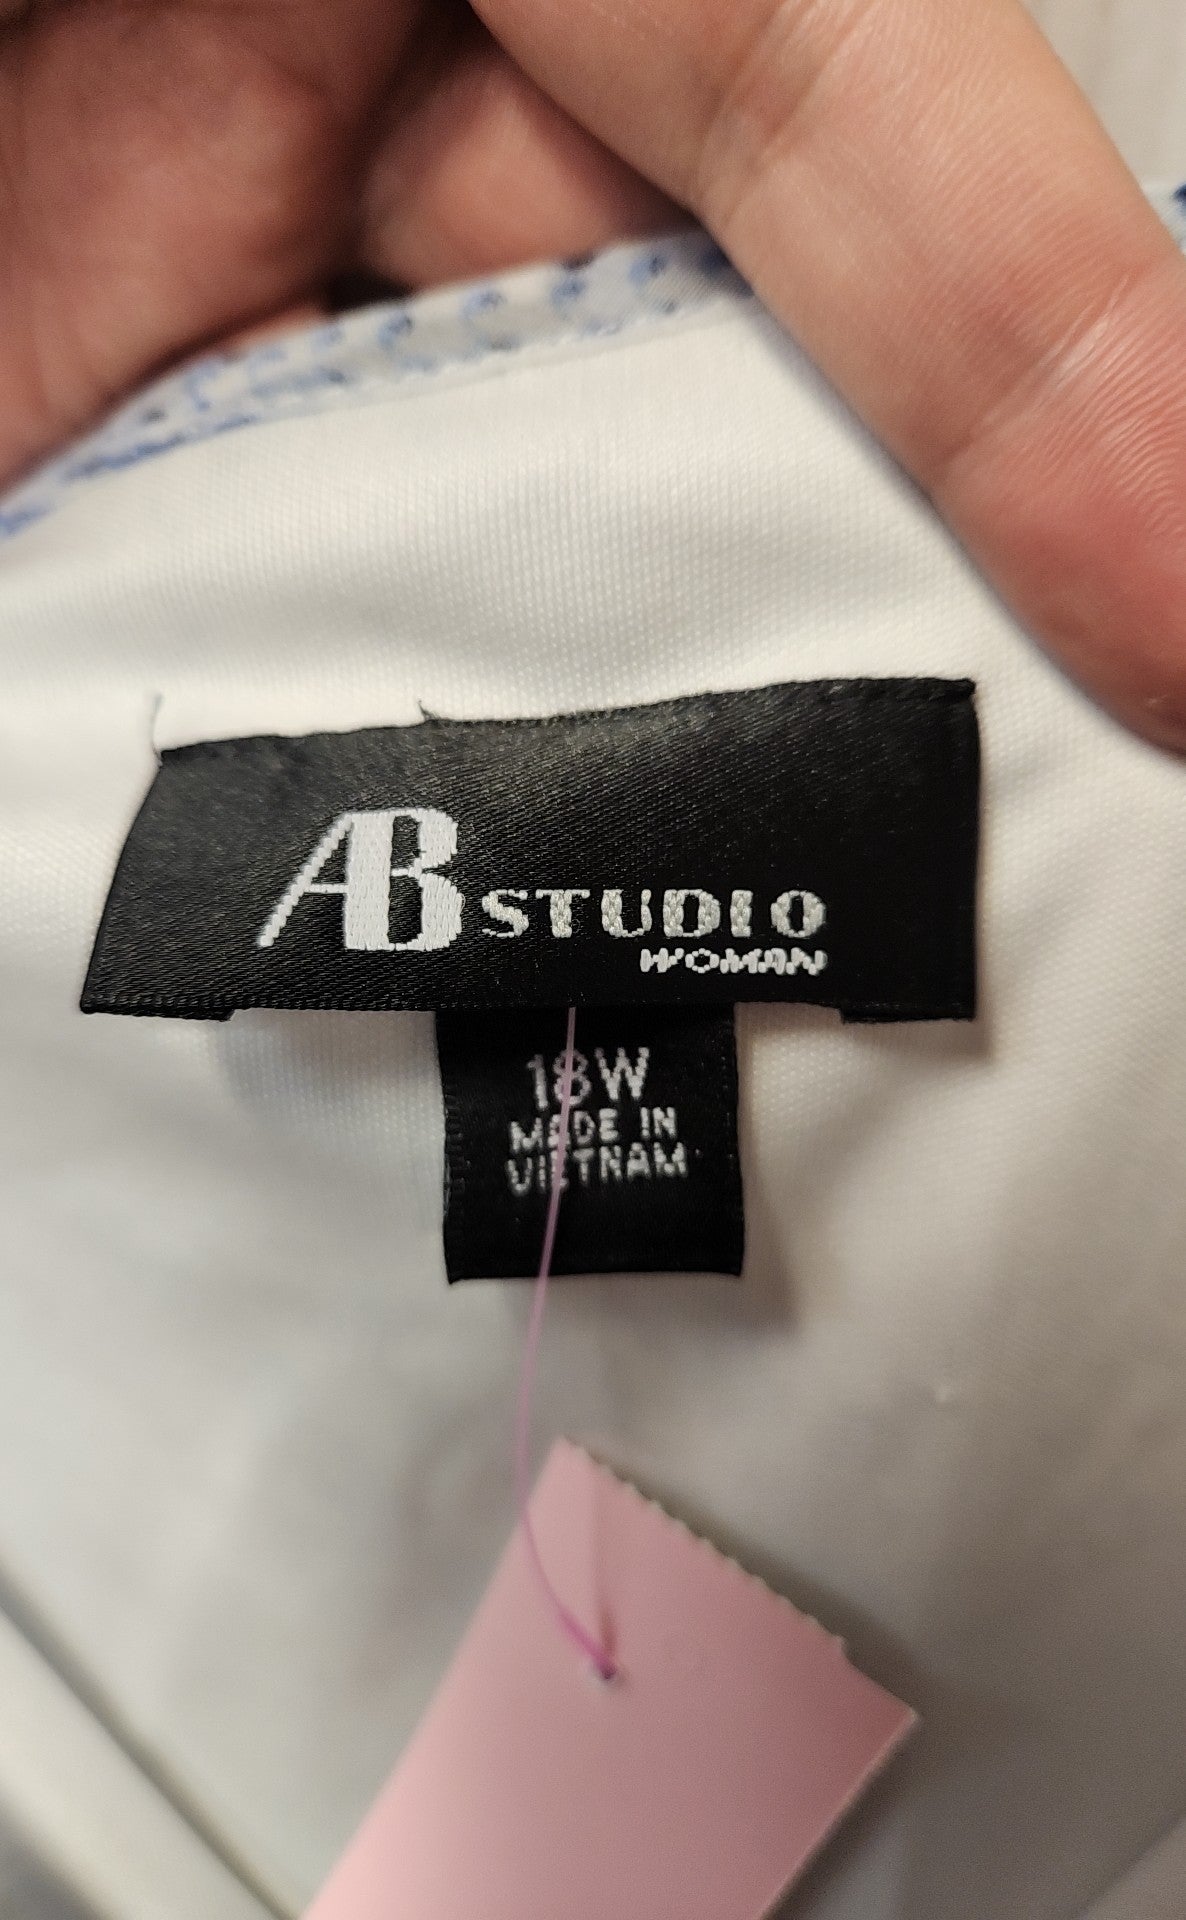 AB STUDIO
WOMAN
18W
MADE IN
VIETNAM